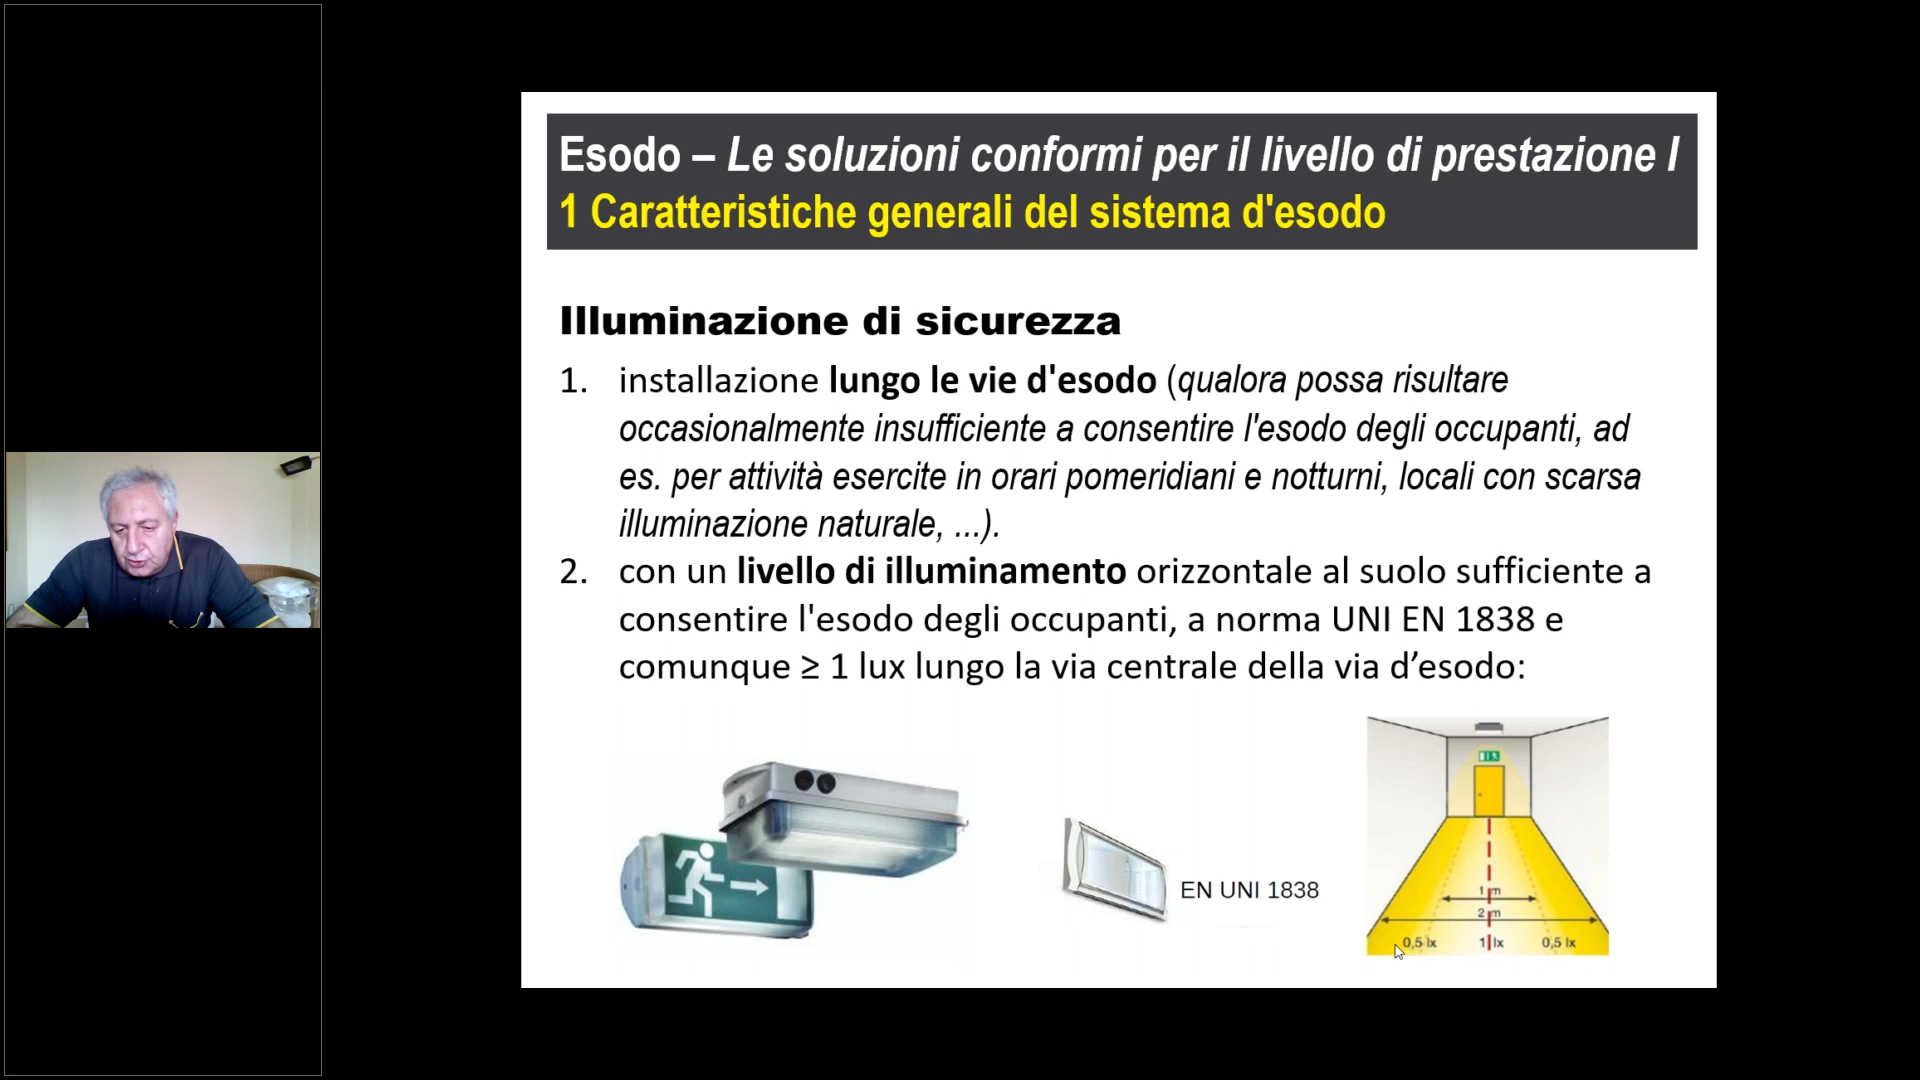 Esodo – Le soluzioni conformi per il livello di prestazione I
1 Caratteristiche generali del sistema d'esodo
Illuminazione di sicurezza
1. installazione lungo le vie d'esodo (qualora possa risultare
occasionalmente insufficiente a consentire l'esodo degli occupanti, ad
es. per attività esercite in orari pomeridiani e notturni, locali con scarsa
illuminazione naturale, ...).
2. con un livello di illuminamento orizzontale al suolo sufficiente a
consentire l'esodo degli occupanti, a norma UNI EN 1838 e
comunque ≥ 1 lux lungo la via centrale della via d’esodo:
EN UNI 1838
1 m
2 m
0,5 lx 1 lx 0,5 lx